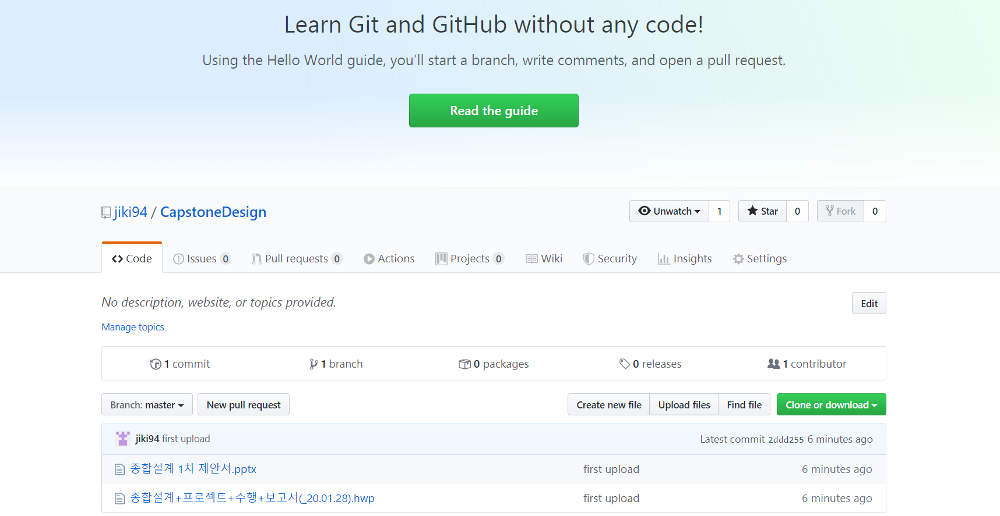 Learn Git and GitHub without any code!
Using the Hello World guide, you’ll start a branch, write comments, and open a pull request.
Read the guide
jiki94 / CapstoneDesign
Unwatch 1 Star 0 Fork 0
Code Issues 0 Pull requests 0 Actions Projects 0 Wiki Security Insights Settings
No description, website, or topics provided.
Edit
Manage topics
1 commit 1 branch 0 packages 0 releases 1 contributor
Branch: master New pull request Create new file Upload files Find file Clone or download
jiki94 first upload Latest commit 2ddd255 6 minutes ago
종합설계 1차 제안서.pptx first upload 6 minutes ago
종합설계+프로젝트+수행+보고서(_20.01.28).hwp first upload 6 minutes ago